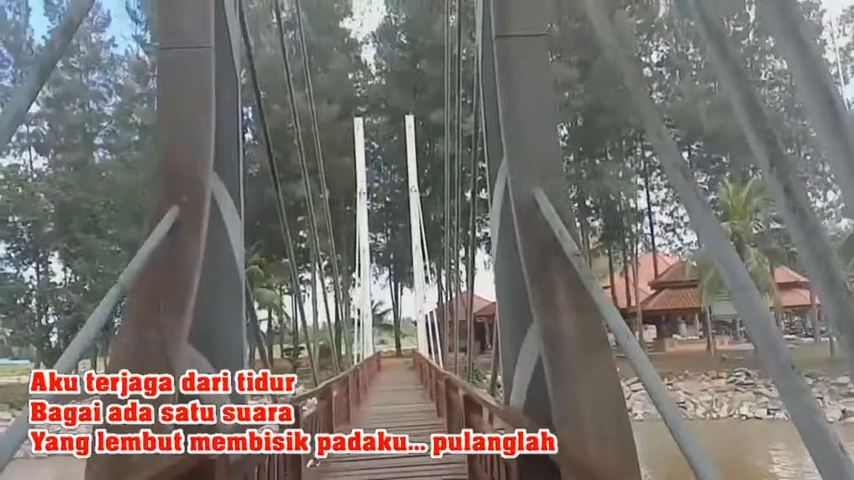 Aku terjaga dari tidur
Bagai ada satu suara
Yang lembut membisik padaku...pulanglah